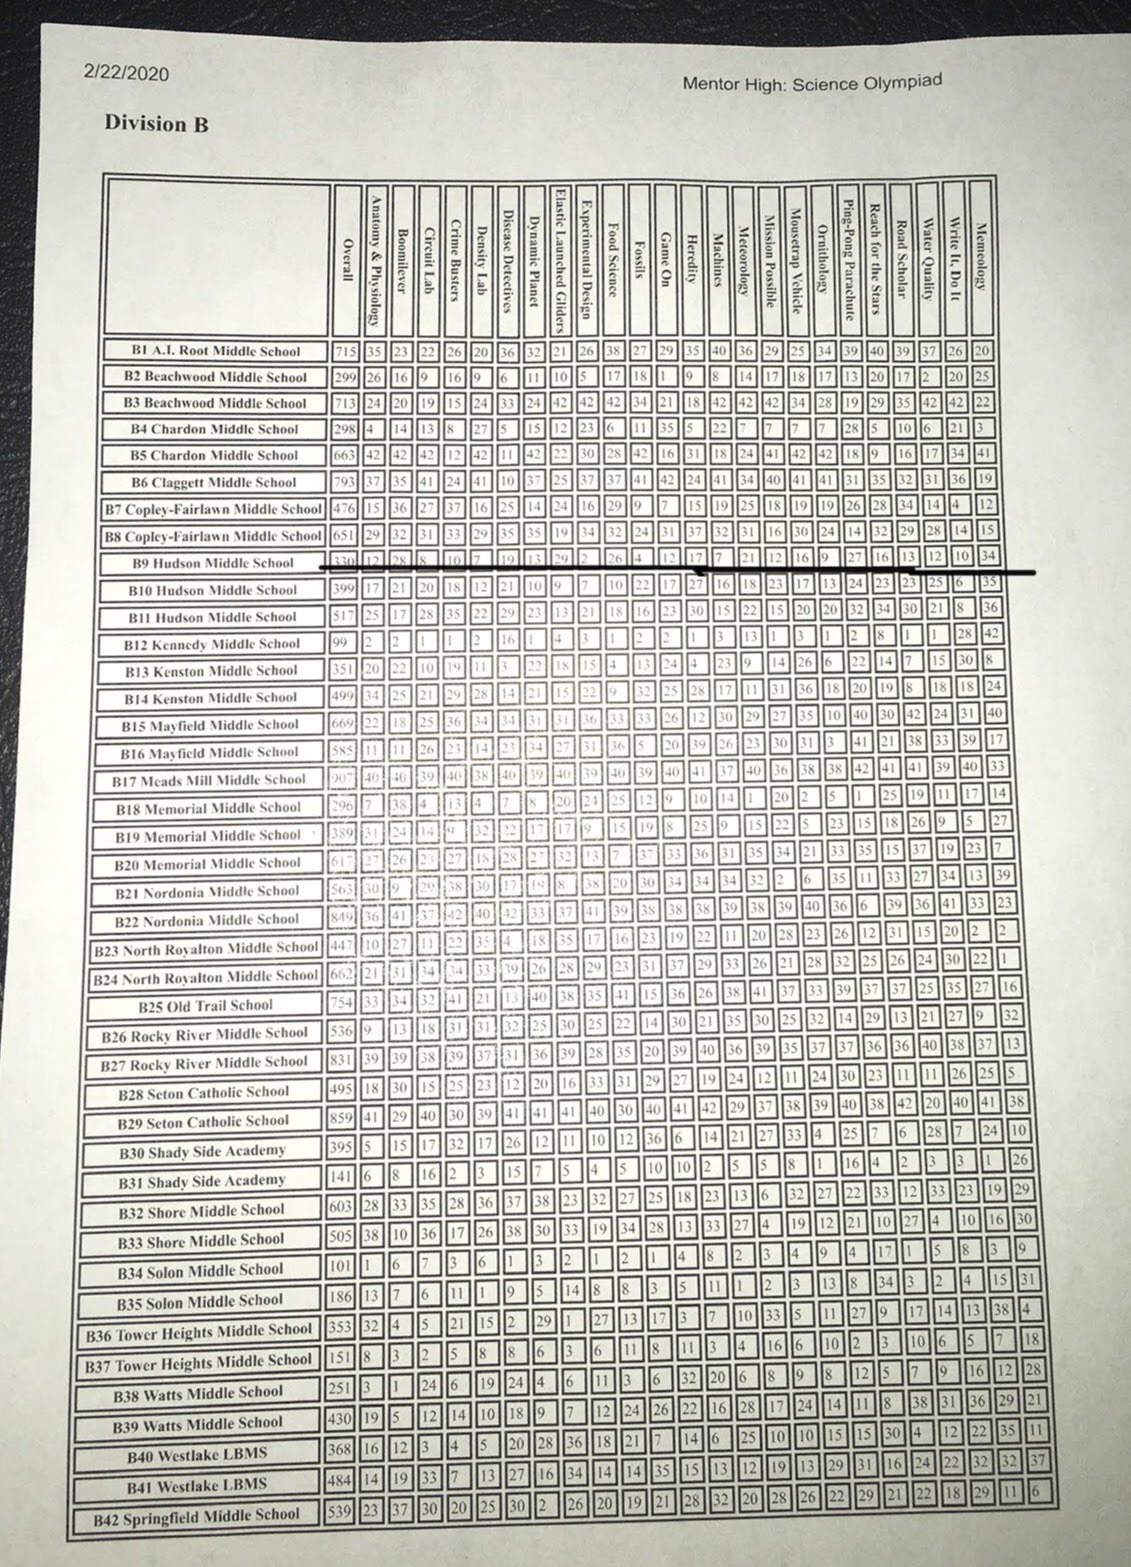 2/22/2020
Mentor High: Science Olympiad
Division B
Overall Anatomy & Physiology Boomilever Circuit Lab Crime Busters Density Lab Disease Detectives Dynamic Planet Elastic Launched Gliders Experimental Design Food Science Fossils Game On Heredity Machines Meteorology Mission Possible Mousetrap Vehicle Ornithology Ping-Pong Parachute Reach for the Stars Road Scholar Water Quality Write It, Do It Memeology
B1 A.I. Root Middle School 715 35 23 22 26 20 36 32 21 26 38 27 29 35 40 36 29 25 34 39 40 39 37 26 20
B2 Beachwood Middle School 299 26 16 9 16 9 6 11 10 5 17 18 1 9 8 14 17 18 17 13 20 17 2 20 25
B3 Beachwood Middle School 713 24 20 19 15 24 33 24 42 42 42 34 21 18 42 42 42 34 28 19 29 35 42 42 22
B4 Chardon Middle School 298 4 14 13 8 27 5 15 12 23 6 11 35 5 22 7 7 7 7 28 5 10 6 21 3
B5 Chardon Middle School 663 42 42 42 12 42 11 42 22 30 28 42 16 31 18 24 41 42 42 18 9 16 17 34 41
B6 Claggett Middle School 793 37 35 41 24 41 10 37 25 37 37 41 42 24 41 34 40 41 41 31 35 32 31 36 19
B7 Copley-Fairlawn Middle School 476 15 36 27 37 16 25 14 24 16 29 9 7 15 19 25 18 19 19 26 28 34 14 4 12
B8 Copley-Fairlawn Middle School 651 29 32 31 33 29 35 35 19 34 32 24 31 37 32 31 16 30 24 14 32 29 28 14 15
B9 Hudson Middle School 330 12 28 8 10 7 19 13 29 2 26 4 12 17 7 21 12 16 9 27 16 13 12 10 34
B10 Hudson Middle School 399 17 21 20 18 12 21 10 9 7 10 22 17 27 16 18 23 17 13 24 23 23 25 6 35
B11 Hudson Middle School 517 25 17 28 35 22 29 23 13 21 18 16 23 30 15 22 15 20 20 32 34 30 21 8 36
B12 Kennedy Middle School 99 2 2 1 1 2 16 1 4 3 1 2 2 1 3 13 1 3 1 2 8 1 1 28 42
B13 Kenston Middle School 351 20 22 10 19 11 3 22 18 15 4 13 24 4 23 9 14 26 6 22 14 7 15 30 8
B14 Kenston Middle School 499 34 25 21 29 28 14 21 15 22 9 32 25 28 17 11 31 36 18 20 19 8 18 18 24
B15 Mayfield Middle School 669 22 18 25 36 34 34 31 31 36 33 33 26 12 30 29 27 35 10 40 30 42 24 31 40
B16 Mayfield Middle School 585 11 11 26 23 14 23 34 27 31 36 5 20 39 26 23 30 31 3 41 21 38 33 39 17
B17 Meads Mill Middle School 907 40 40 39 40 38 40 39 40 39 40 39 40 41 37 40 36 38 38 42 41 41 39 40 33
B18 Memorial Middle School 296 7 38 4 13 4 7 8 20 24 25 12 9 10 14 1 20 2 5 1 25 19 11 17 14
B19 Memorial Middle School 389 31 24 14 9 32 22 17 17 9 15 19 8 25 9 15 22 5 23 15 18 26 9 5 27
B20 Memorial Middle School 617 27 26 23 27 18 28 27 32 13 7 37 33 36 31 35 34 21 33 35 15 37 19 23 7
B21 Nordonia Middle School 563 30 9 29 38 30 17 19 8 38 20 30 34 34 34 32 2 6 35 11 33 27 34 13 39
B22 Nordonia Middle School 849 36 41 37 42 40 42 33 37 41 39 38 38 38 39 38 39 40 36 6 39 36 41 33 23
B23 North Royalton Middle School 447 10 27 11 22 35 4 18 35 17 16 23 19 22 11 20 28 23 26 12 31 15 20 2 2
B24 North Royalton Middle School 662 21 31 34 34 33 39 26 28 29 23 31 37 29 33 26 21 28 32 25 26 24 30 22 1
B25 Old Trail School 754 33 34 32 41 21 13 40 38 35 41 15 36 26 38 41 37 33 39 37 37 25 35 27 16
B26 Rocky River Middle School 536 9 13 18 31 31 32 25 30 25 22 14 30 21 35 30 25 32 14 29 13 21 27 9 32
B27 Rocky River Middle School 831 39 39 38 39 37 31 36 39 28 35 20 39 40 36 39 35 37 37 36 36 40 38 37 13
B28 Seton Catholic School 495 18 30 15 25 23 12 20 16 33 31 29 27 19 24 12 11 24 30 23 11 11 26 25 5
B29 Seton Catholic School 859 41 29 40 30 39 41 41 41 40 30 40 41 42 29 37 38 39 40 38 42 20 40 41 38
B30 Shady Side Academy 395 5 15 17 32 17 26 12 11 10 12 36 6 14 21 27 33 4 25 7 6 28 7 24 10
B31 Shady Side Academy 141 6 8 16 2 3 15 7 5 4 5 10 10 2 5 5 8 1 16 4 2 3 3 1 26
B32 Shore Middle School 603 28 33 35 28 36 37 38 23 32 27 25 18 23 13 6 32 27 22 33 12 33 23 19 29
B33 Shore Middle School 505 38 10 36 17 26 38 30 33 19 34 28 13 33 27 4 19 12 21 10 27 4 10 16 30
B34 Solon Middle School 101 1 6 7 3 6 1 3 2 1 2 1 4 8 2 3 4 9 4 17 1 5 8 3 9
B35 Solon Middle School 186 13 7 6 11 1 9 5 14 8 8 3 5 11 1 2 3 13 8 34 3 2 4 15 31
B36 Tower Heights Middle School 353 32 4 5 21 15 2 29 1 27 13 17 3 7 10 33 5 11 27 9 17 14 13 38 4
B37 Tower Heights Middle School 151 8 3 2 5 8 8 6 3 6 11 8 11 3 4 16 6 10 2 3 10 6 5 7 18
B38 Watts Middle School 251 3 1 24 6 19 24 4 6 11 3 6 32 20 6 8 9 8 12 5 7 9 16 12 28
B39 Watts Middle School 430 19 5 12 14 10 18 9 7 12 24 26 22 16 28 17 24 14 11 8 38 31 36 29 21
B40 Westlake LBMS 368 16 12 3 4 5 20 28 36 18 21 7 14 6 25 10 10 15 15 30 4 12 22 35 11
B41 Westlake LBMS 484 14 19 33 7 13 27 16 34 14 14 35 15 13 12 19 13 29 31 16 24 22 32 32 37
B42 Springfield Middle School 539 23 37 30 20 25 30 2 26 20 19 21 28 32 20 28 26 22 29 21 22 18 29 11 6